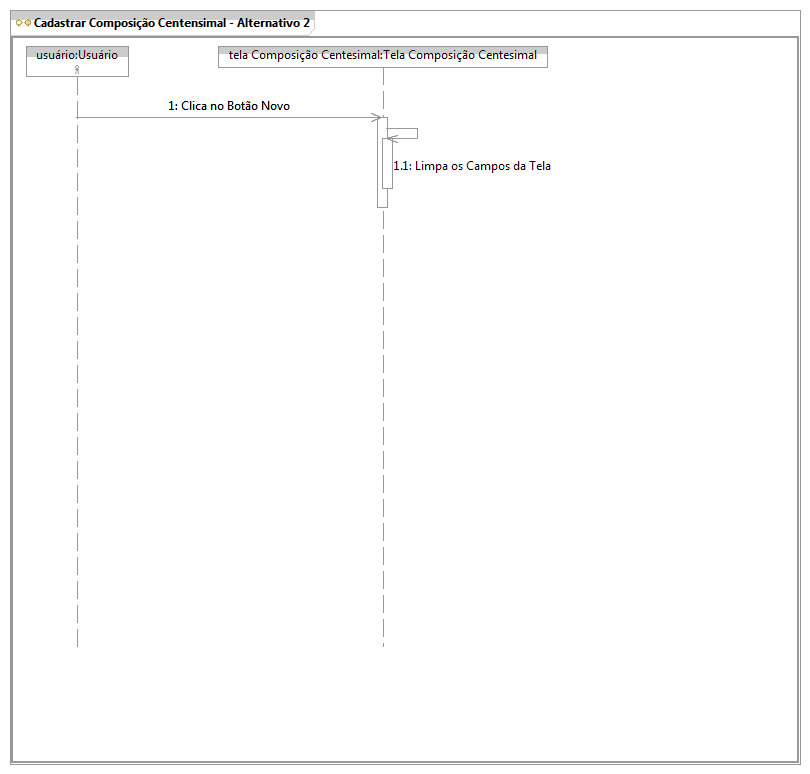 Cadastrar Composição Centensimal - Alternativo 2
usuário:Usuário
tela Composição Centesimal:Tela Composição Centesimal
1: Clica no Botão Novo
1.1: Limpa os Campos da Tela